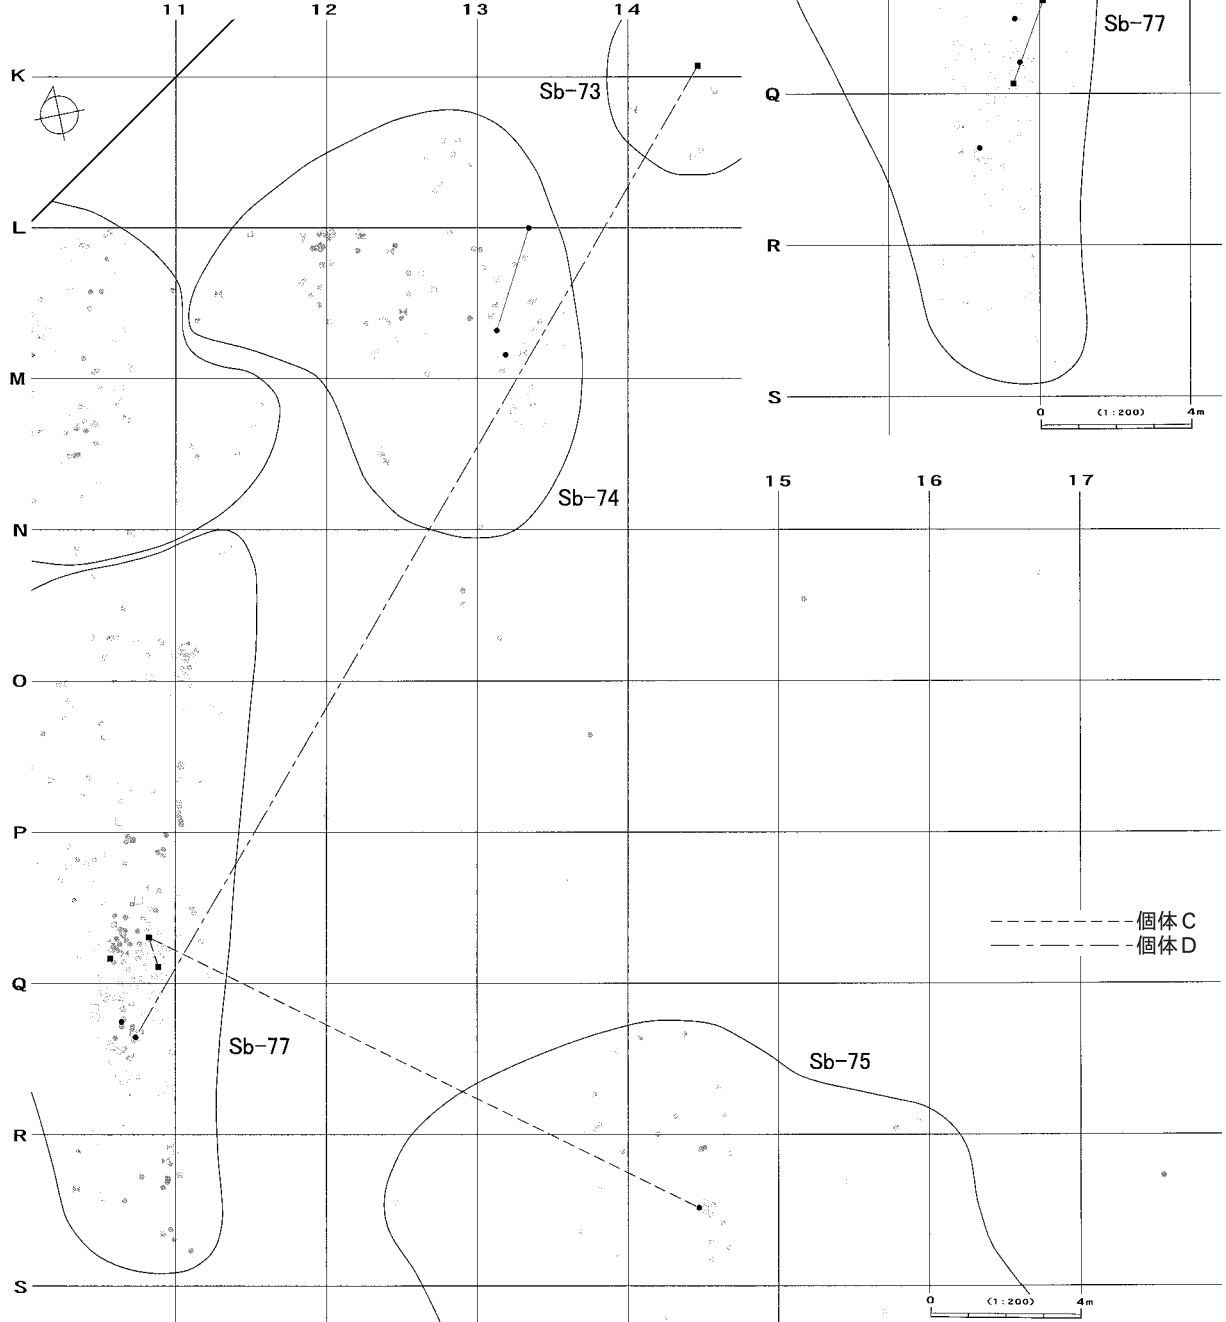 11 12 13 14
K
Sb-73
L
M
Sb-74
N
O
P
Q
Sb-77
R
S
Sb-77
Q
R
S
0 (1:200) 4m
15 16 17
個体C
個体D
Sb-75
0 (1:200) 4m